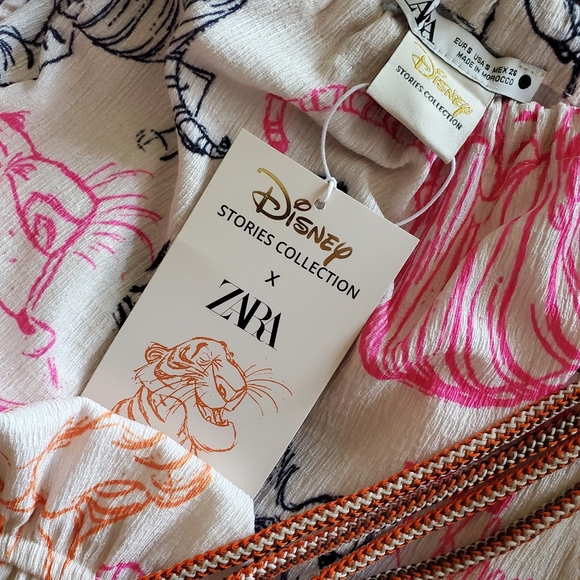 ZARA
EUR S USA S MEX 26
MADE IN MOROCCO
Disney
STORIES COLLECTION
Disney
STORIES COLLECTION
X
ZARA